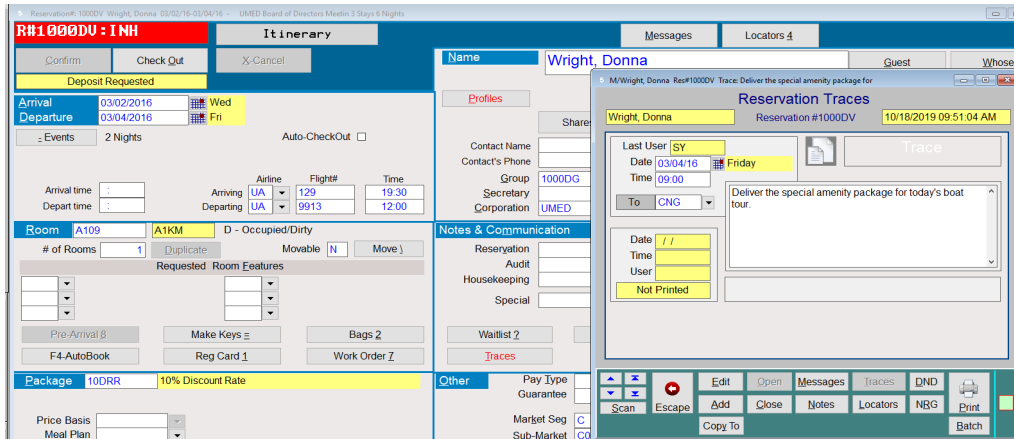 Reservation#: 1000DV Wright, Donna 03/02/16-03/04/16 - UMED Board of Directors Meetin 3 Stays 6 Nights
R#1000DV:INH
Itinerary
Messages
Locators 4
Confirm
Check Out
X-Cancel
Name
Wright, Donna
Guest
Whose
Deposit Requested
Arrival 03/02/2016 Wed
Departure 03/04/2016 Fri
- Events 2 Nights Auto-CheckOut
Airline Flight# Time
Arrival time : Arriving UA 129 19:30
Depart time : Departing UA 9913 12:00
Profiles
Shares
Contact Name
Contact's Phone
Group 1000DG
Secretary
Corporation UMED
Room A109 A1KM D - Occupied/Dirty
# of Rooms 1 Duplicate Movable N Move \
Requested Room Features
Pre-Arrival 8 Make Keys = Bags 2
F4-AutoBook Reg Card 1 Work Order 7
Notes & Communication
Reservation
Audit
Housekeeping
Special
Waitlist ?
Traces
Package 10DRR 10% Discount Rate
Price Basis
Meal Plan
Other Pay Type
Guarantee
Market Seg C
Sub-Market CO
M/Wright, Donna Res#1000DV Trace: Deliver the special amenity package for
Reservation Traces
Wright, Donna Reservation #1000DV 10/18/2019 09:51:04 AM
Last User SY
Trace
Date 03/04/16 Friday
Time 09:00
To CNG
Deliver the special amenity package for today's boat
tour.
Date / /
Time
User
Not Printed
Scan Escape Edit Open Messages Traces DND
Add Close Notes Locators NRG Print
Copy To Batch